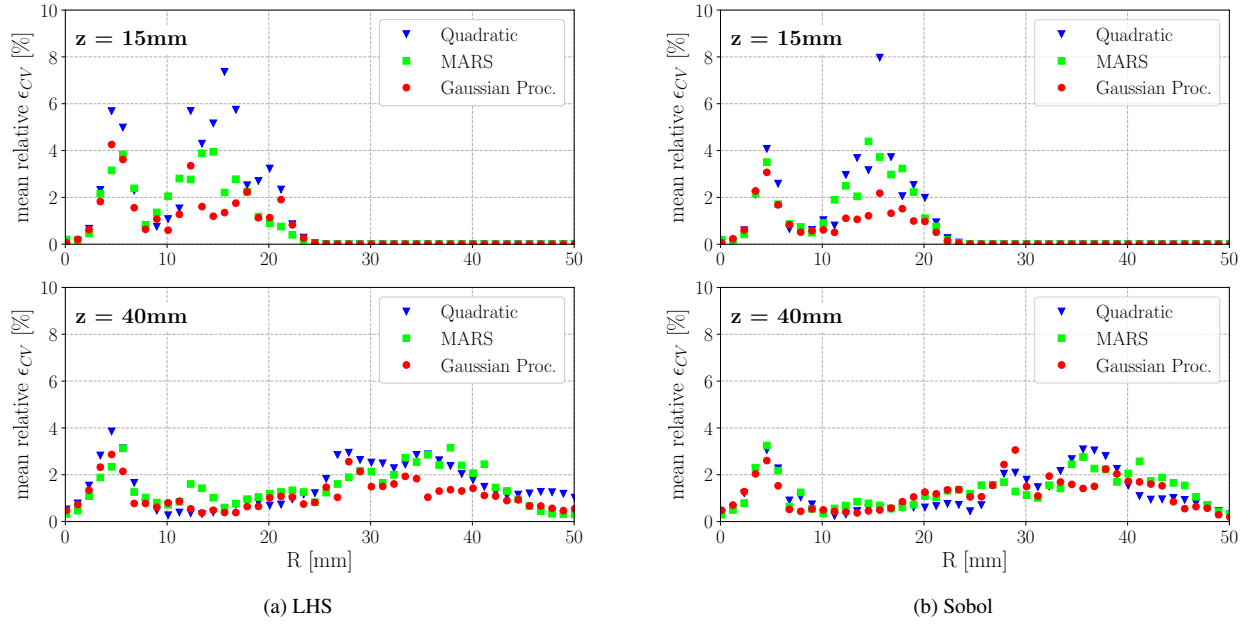 z = 15mm
Quadratic
MARS
Gaussian Proc.
mean relative ϵCV [%]
0 2 4 6 8 10
0 10 20 30 40 50
z = 40mm
Quadratic
MARS
Gaussian Proc.
mean relative ϵCV [%]
0 2 4 6 8 10
0 10 20 30 40 50
R [mm]
(a) LHS
z = 15mm
Quadratic
MARS
Gaussian Proc.
mean relative ϵCV [%]
0 2 4 6 8 10
0 10 20 30 40 50
z = 40mm
Quadratic
MARS
Gaussian Proc.
mean relative ϵCV [%]
0 2 4 6 8 10
0 10 20 30 40 50
R [mm]
(b) Sobol